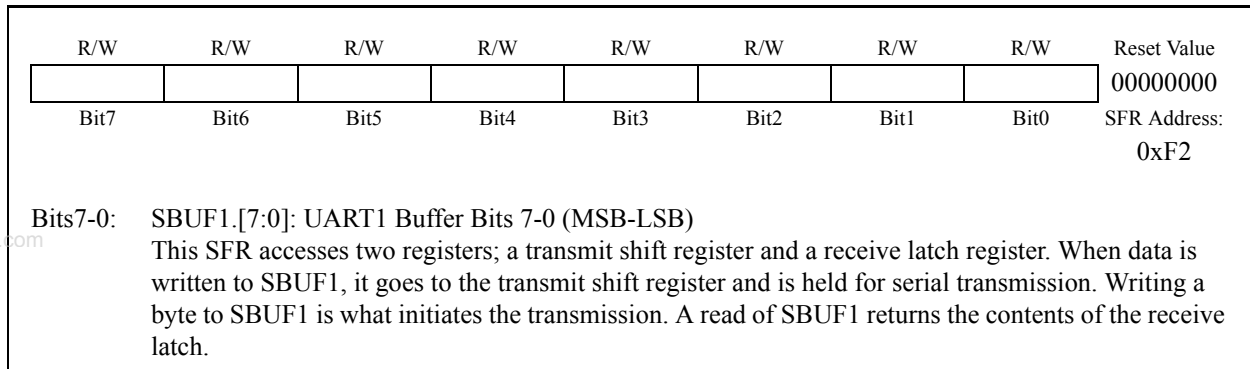 R/W R/W R/W R/W R/W R/W R/W R/W Reset Value
00000000
Bit7 Bit6 Bit5 Bit4 Bit3 Bit2 Bit1 Bit0 SFR Address:
0xF2
Bits7-0: SBUF1.[7:0]: UART1 Buffer Bits 7-0 (MSB-LSB)
.com
This SFR accesses two registers; a transmit shift register and a receive latch register. When data is
written to SBUF1, it goes to the transmit shift register and is held for serial transmission. Writing a
byte to SBUF1 is what initiates the transmission. A read of SBUF1 returns the contents of the receive
latch.